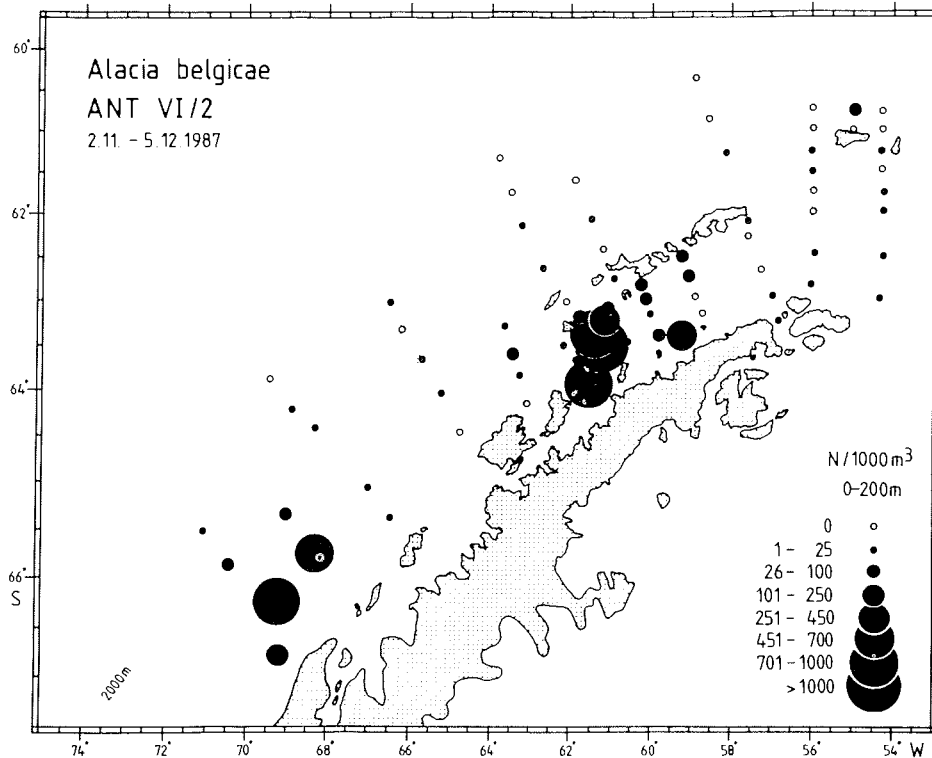 Alacia belgicae
ANT VI/2
2.11. - 5.12.1987
60°
62°
64°
66°
S
2000m
N/1000m³
0-200m
0
1 - 25
26 - 100
101 - 250
251 - 450
451 - 700
701 - 1000
> 1000
74° 72° 70° 68° 66° 64° 62° 60° 58° 56° 54° W